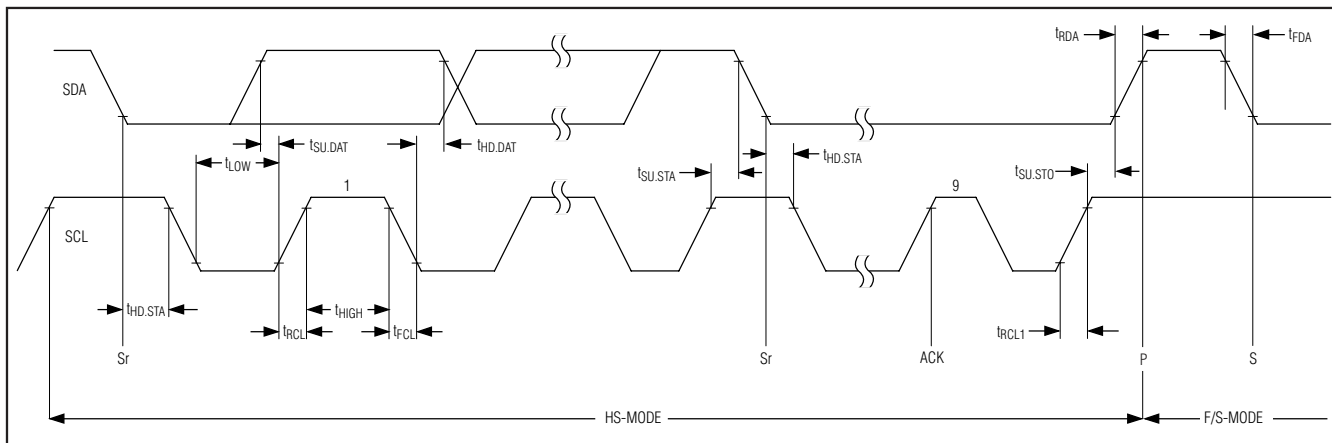 tRDA
tFDA
SDA
tSU.DAT
tHD.DAT
tLOW
tHD.STA
tSU.STA
tSU.STO
1
9
SCL
tHD.STA
tRCL
tHIGH
tFCL
tRCL1
Sr
Sr
ACK
P
S
HS-MODE
F/S-MODE